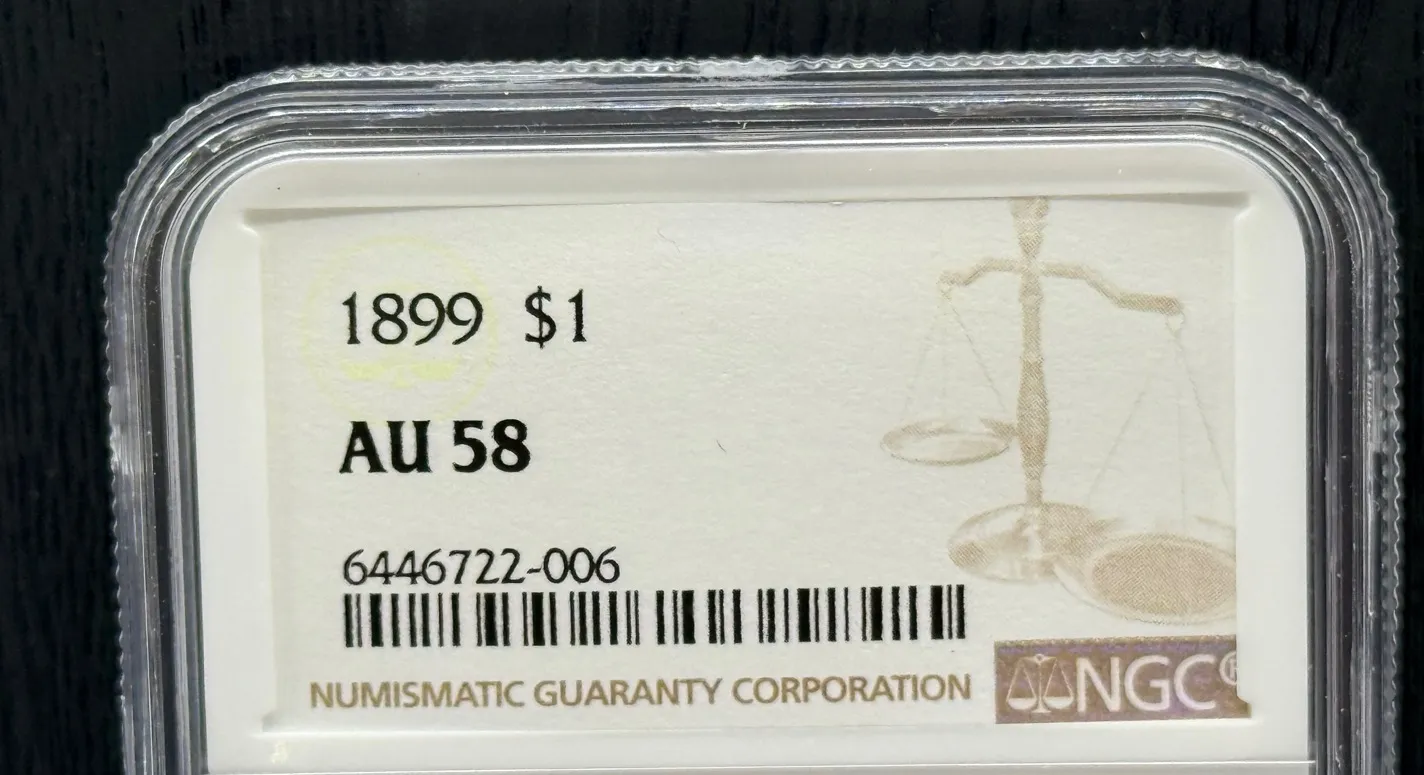 1899 $1
AU 58
6446722-006
NUMISMATIC GUARANTY CORPORATION
NGC®